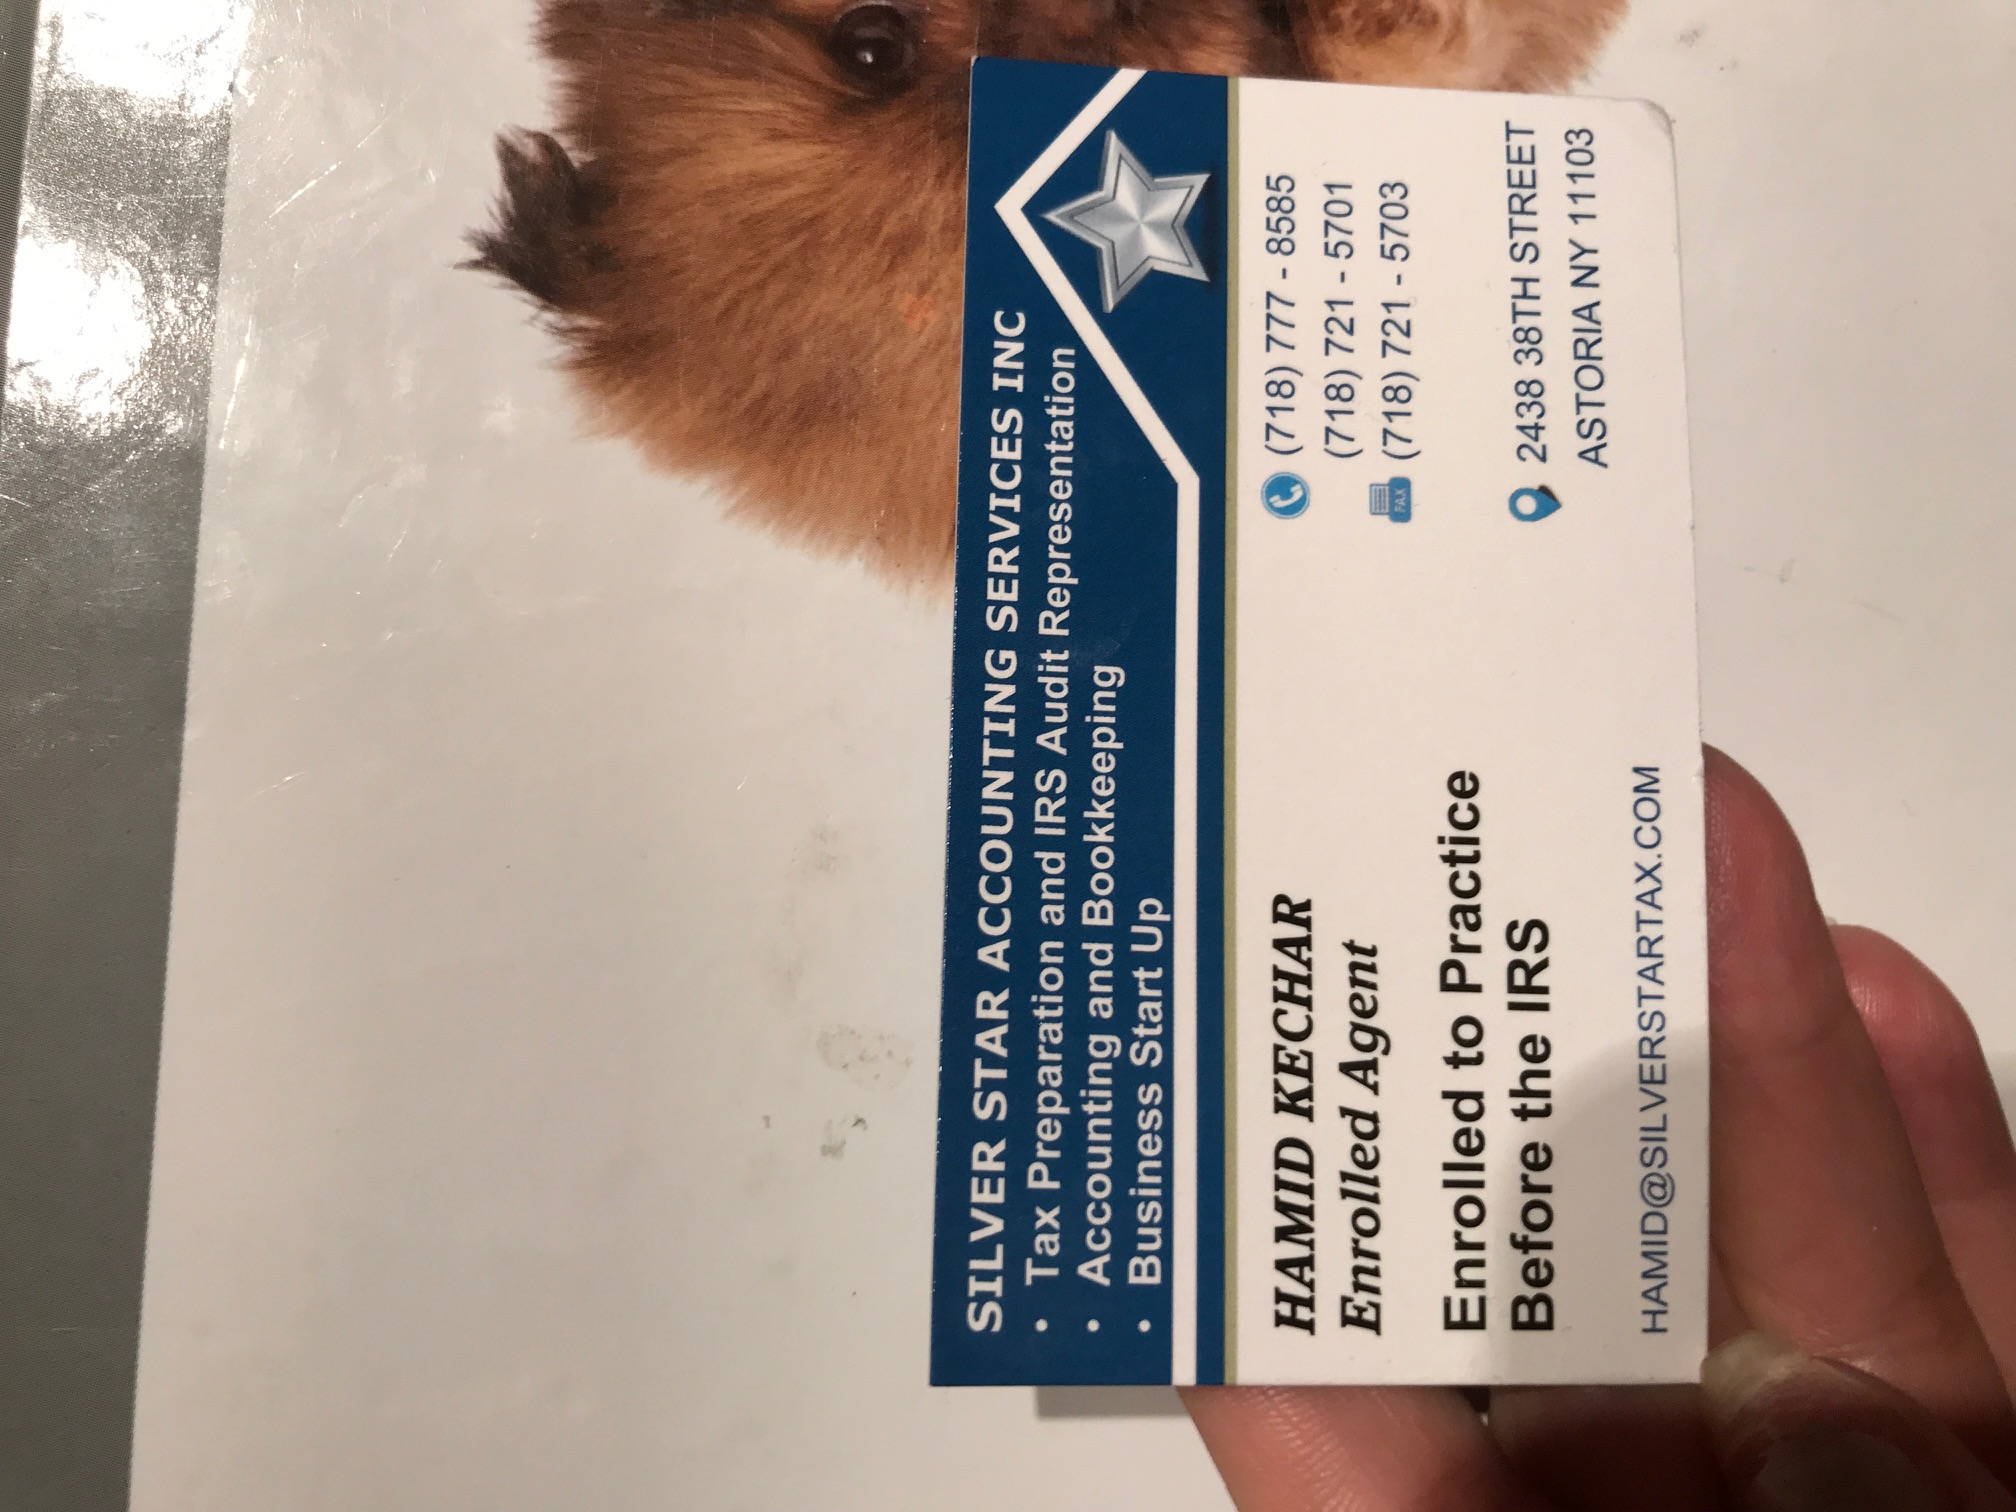 SILVER STAR ACCOUNTING SERVICES INC
• Tax Preparation and IRS Audit Representation
• Accounting and Bookkeeping
• Business Start Up
HAMID KECHAR
Enrolled Agent
Enrolled to Practice
Before the IRS
HAMID@SILVERSTARTAX.COM
(718) 777 - 8585
(718) 721 - 5701
FAX (718) 721 - 5703
2438 38TH STREET
ASTORIA NY 11103